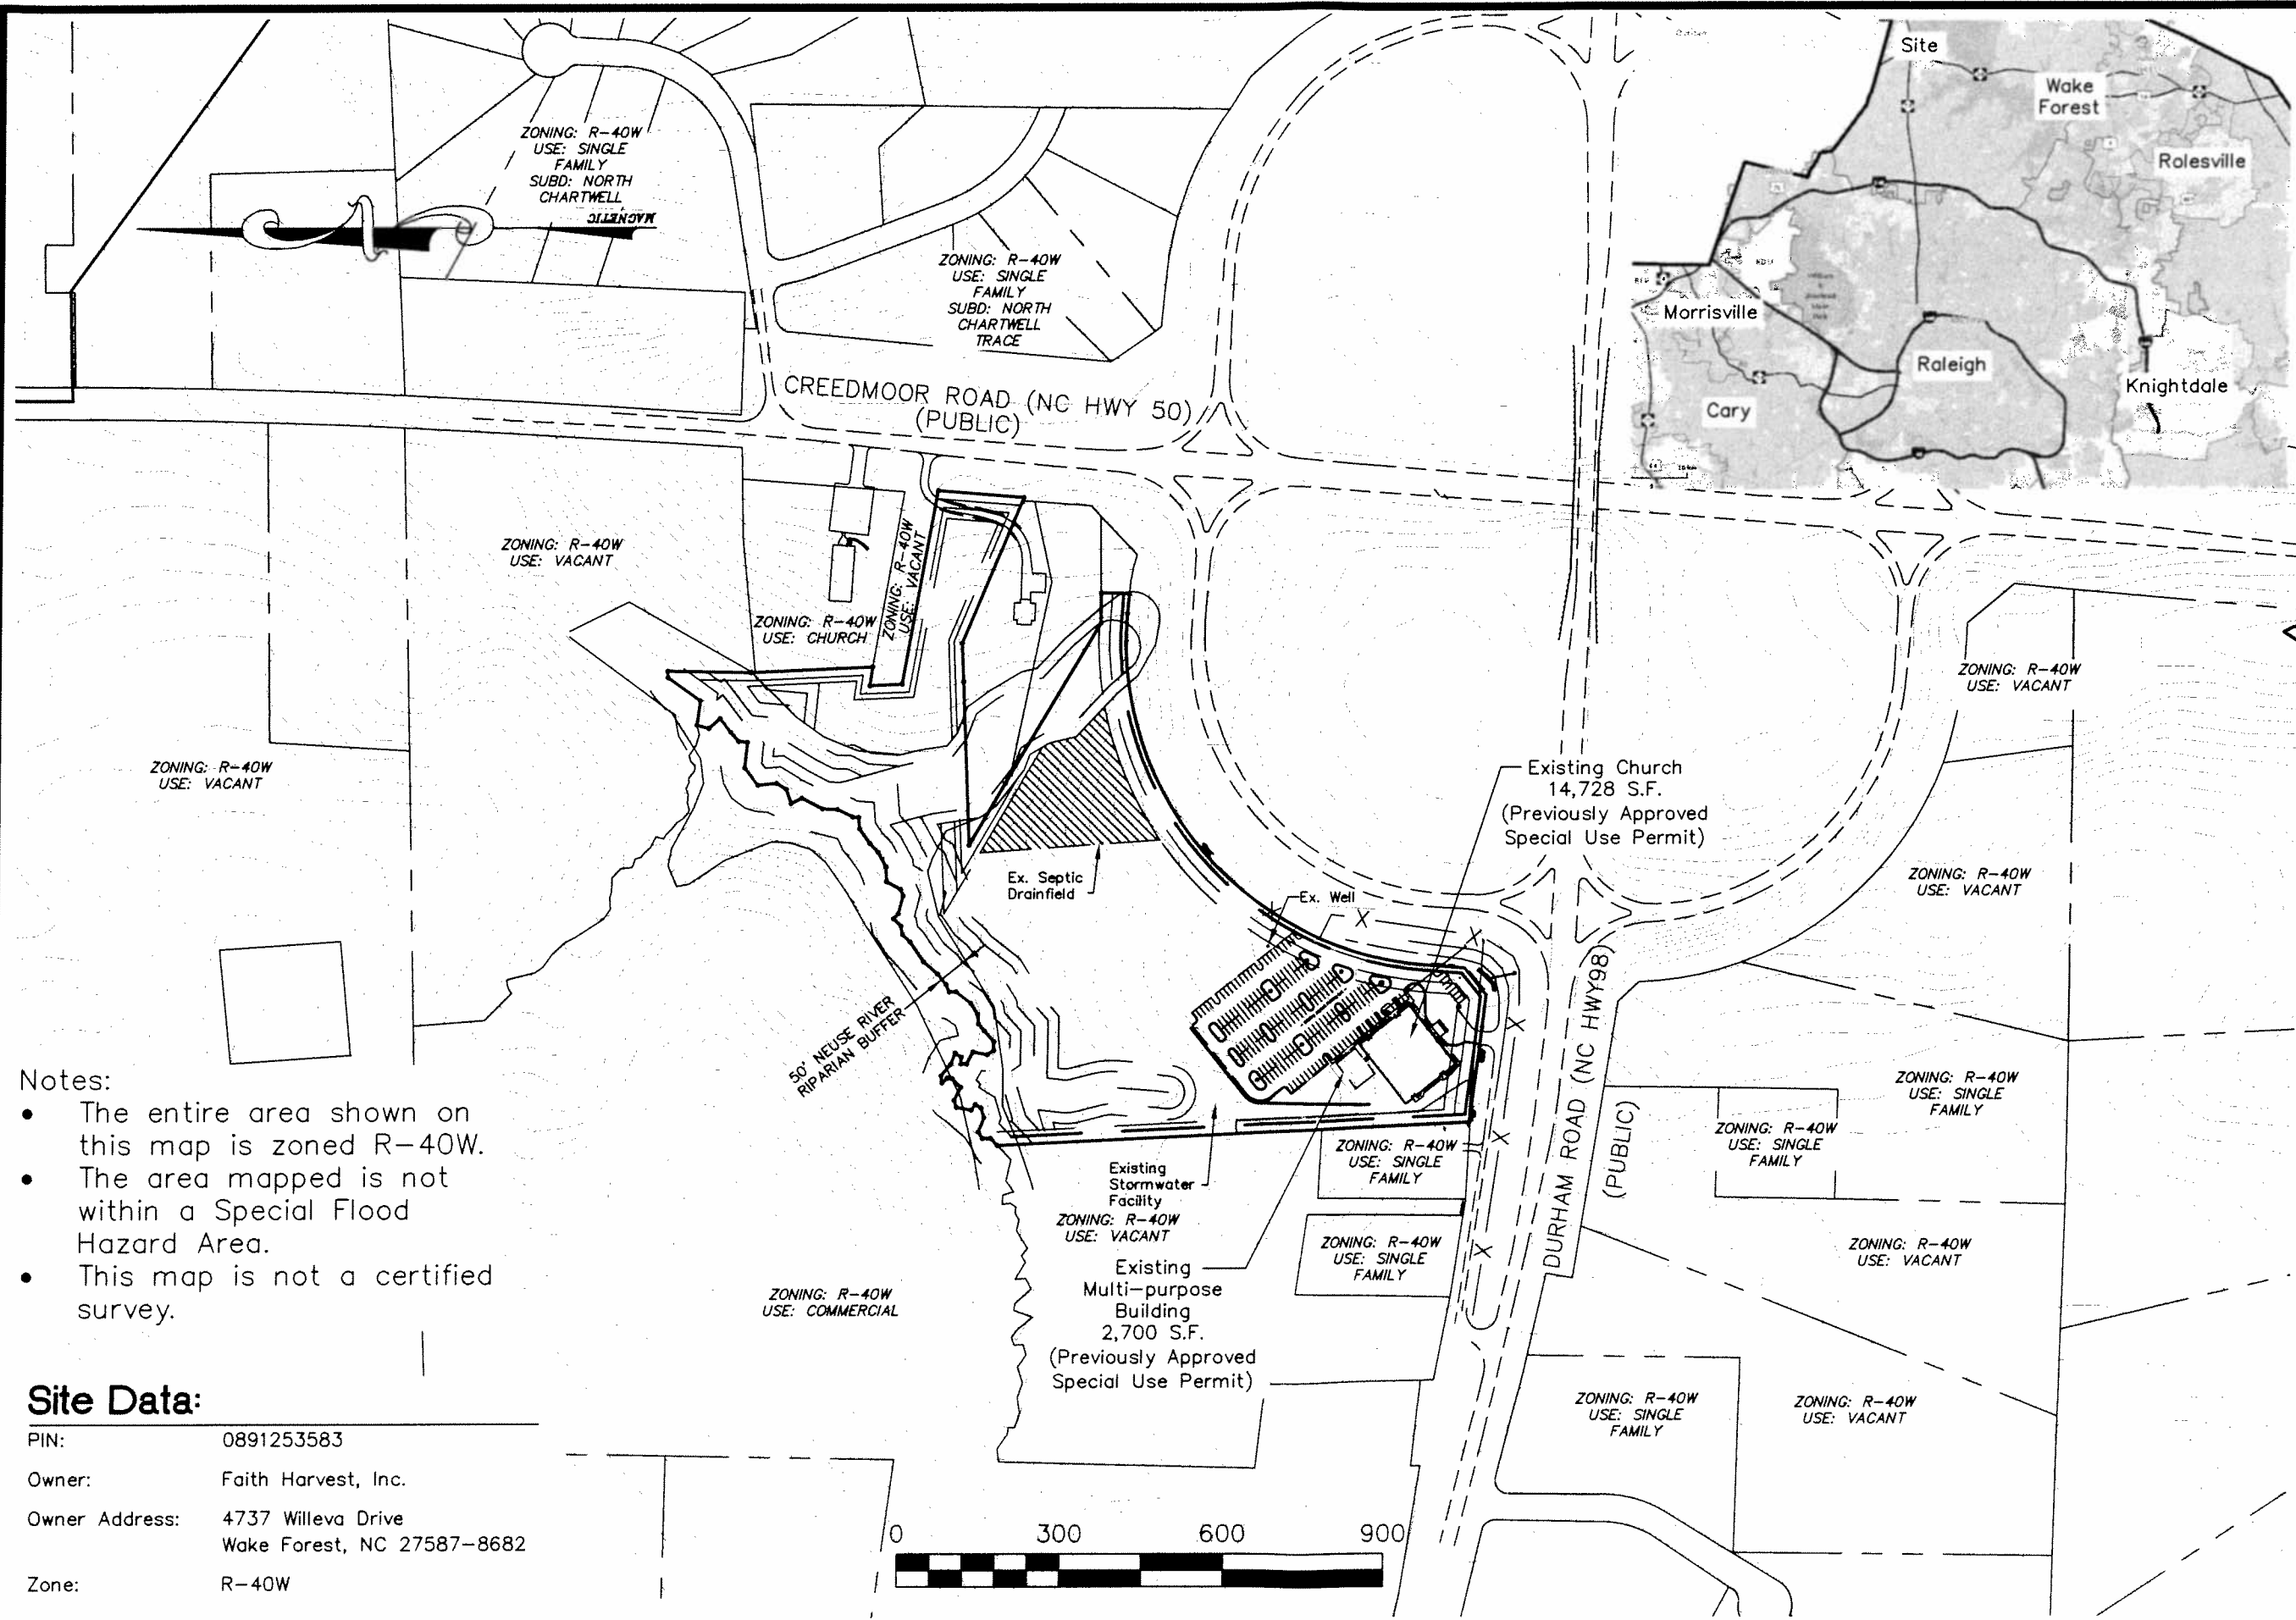 Site
Wake
Forest
Rolesville
Morrisville
Raleigh
Knightdale
Cary
ZONING: R-40W
USE: SINGLE
FAMILY
SUBD: NORTH
CHARTWELL
MAGNETIC
ZONING: R-40W
USE: SINGLE
FAMILY
SUBD: NORTH
CHARTWELL
TRACE
CREEDMOOR ROAD (NC HWY 50)
(PUBLIC)
ZONING: R-40W
USE: VACANT
ZONING: R-40W
USE: VACANT
ZONING: R-40W
USE: CHURCH
ZONING: R-40W
USE: VACANT
ZONING: R-40W
USE: VACANT
Existing Church
14,728 S.F.
(Previously Approved
Special Use Permit)
Ex. Septic
Drainfield
Ex. Well
ZONING: R-40W
USE: VACANT
50' NEUSE RIVER
RIPARIAN BUFFER
DURHAM ROAD (NC HWY98)
(PUBLIC)
ZONING: R-40W
USE: SINGLE
FAMILY
ZONING: R-40W
USE: SINGLE
FAMILY
ZONING: R-40W
USE: SINGLE
FAMILY
Existing
Stormwater
Facility
ZONING: R-40W
USE: VACANT
ZONING: R-40W
USE: SINGLE
FAMILY
ZONING: R-40W
USE: VACANT
Existing
Multi-purpose
Building
2,700 S.F.
(Previously Approved
Special Use Permit)
ZONING: R-40W
USE: COMMERCIAL
ZONING: R-40W
USE: SINGLE
FAMILY
ZONING: R-40W
USE: VACANT
Notes:
• The entire area shown on
this map is zoned R-40W.
• The area mapped is not
within a Special Flood
Hazard Area.
• This map is not a certified
survey.
Site Data:
PIN: 0891253583
Owner: Faith Harvest, Inc.
Owner Address: 4737 Willeva Drive
Wake Forest, NC 27587-8682
Zone: R-40W
0 300 600 900